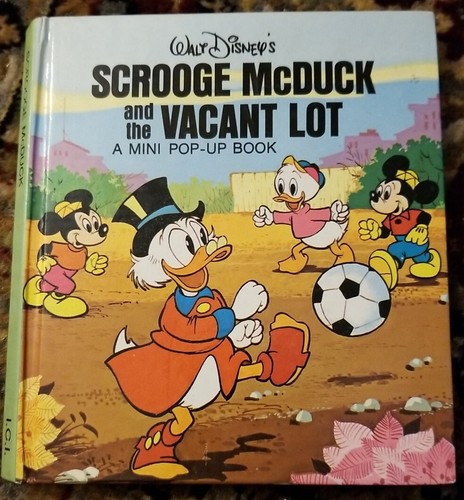 WALT DISNEY'S
SCROOGE McDUCK
and
the VACANT LOT
A MINI POP-UP BOOK
I.C.I.